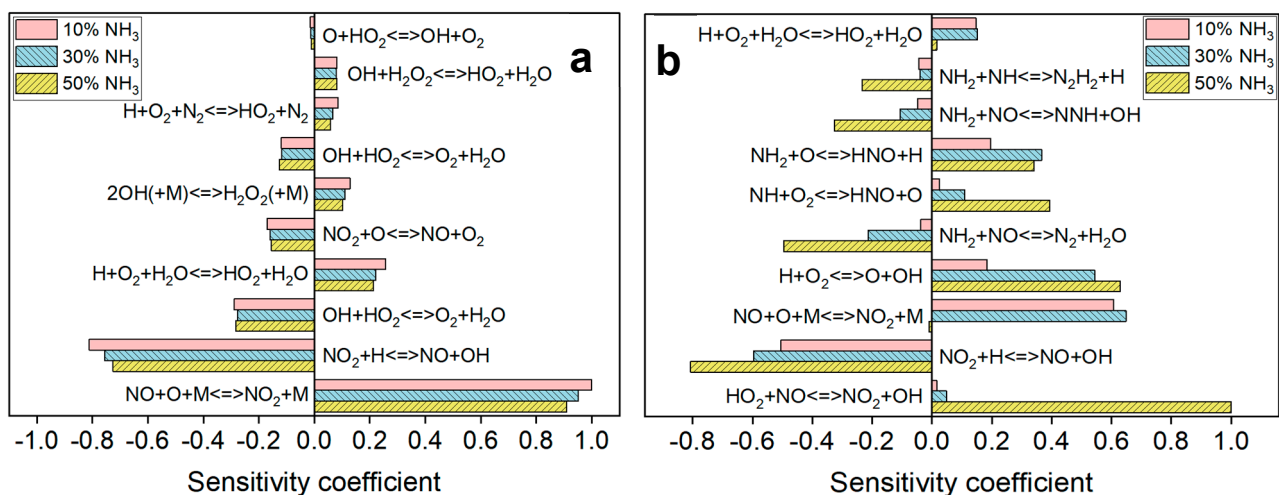 10% NH₃
30% NH₃
50% NH₃
a
O+HO₂<=>OH+O₂
OH+H₂O₂<=>HO₂+H₂O
H+O₂+N₂<=>HO₂+N₂
OH+HO₂<=>O₂+H₂O
2OH(+M)<=>H₂O₂(+M)
NO₂+O<=>NO+O₂
H+O₂+H₂O<=>HO₂+H₂O
OH+HO₂<=>O₂+H₂O
NO₂+H<=>NO+OH
NO+O+M<=>NO₂+M
-1.0 -0.8 -0.6 -0.4 -0.2 0.0 0.2 0.4 0.6 0.8 1.0
Sensitivity coefficient
b
10% NH₃
30% NH₃
50% NH₃
H+O₂+H₂O<=>HO₂+H₂O
NH₂+NH<=>N₂H₂+H
NH₂+NO<=>NNH+OH
NH₂+O<=>HNO+H
NH+O₂<=>HNO+O
NH₂+NO<=>N₂+H₂O
H+O₂<=>O+OH
NO+O+M<=>NO₂+M
NO₂+H<=>NO+OH
HO₂+NO<=>NO₂+OH
-0.8 -0.6 -0.4 -0.2 0.0 0.2 0.4 0.6 0.8 1.0
Sensitivity coefficient